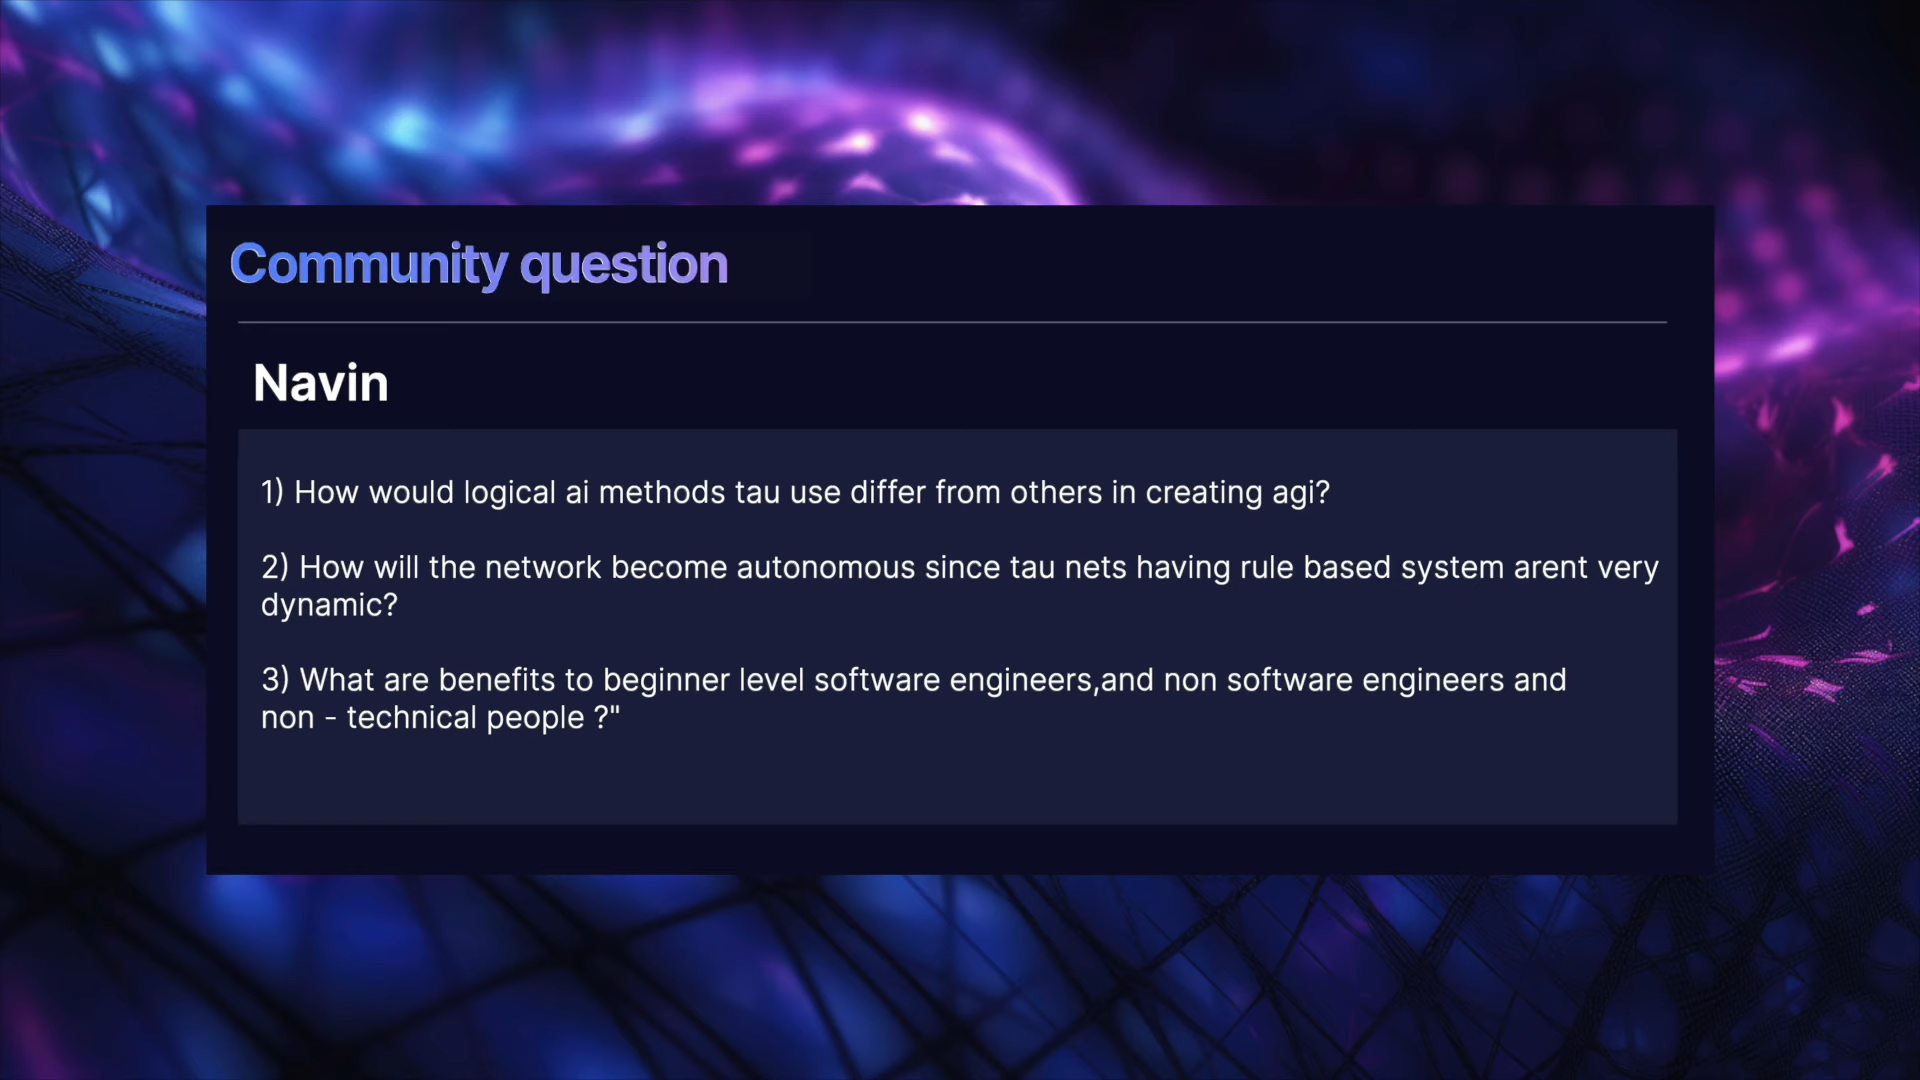 Community question
Navin
1) How would logical ai methods tau use differ from others in creating agi?
2) How will the network become autonomous since tau nets having rule based system arent very
dynamic?
3) What are benefits to beginner level software engineers,and non software engineers and
non - technical people ?"